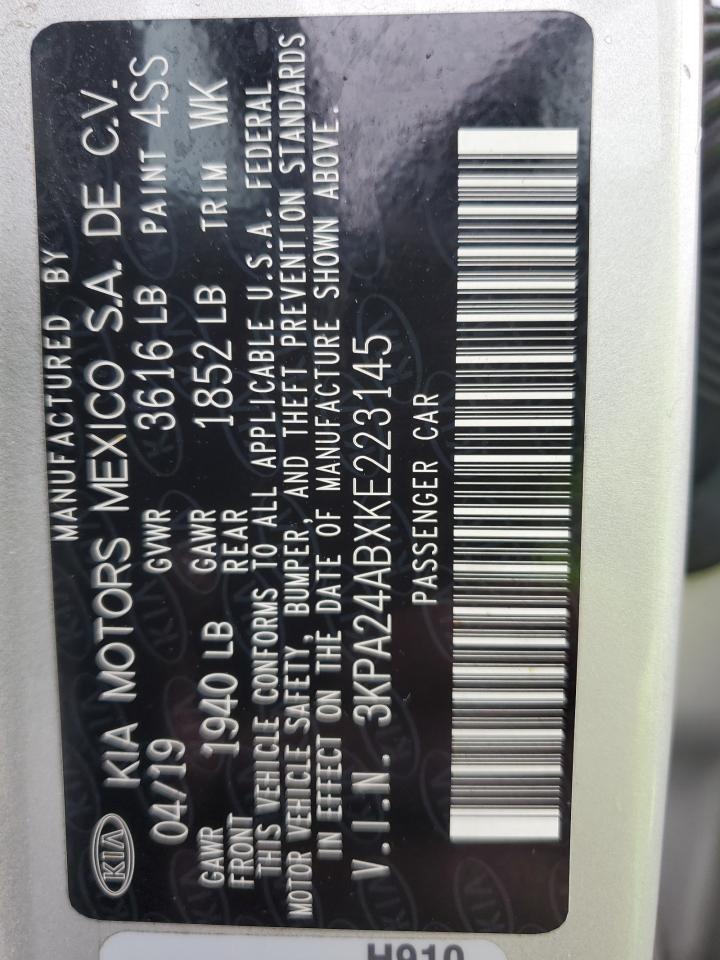 MANUFACTURED BY
KIA KIA MOTORS MEXICO S.A. DE C.V.
04/19 GVWR 3616 LB PAINT 4SS
GAWR FRONT 1940 LB GAWR REAR 1852 LB TRIM WK
THIS VEHICLE CONFORMS TO ALL APPLICABLE U.S.A. FEDERAL
MOTOR VEHICLE SAFETY, BUMPER, AND THEFT PREVENTION STANDARDS
IN EFFECT ON THE DATE OF MANUFACTURE SHOWN ABOVE.
V.I.N. 3KPA24ABXKE223145
PASSENGER CAR
H910